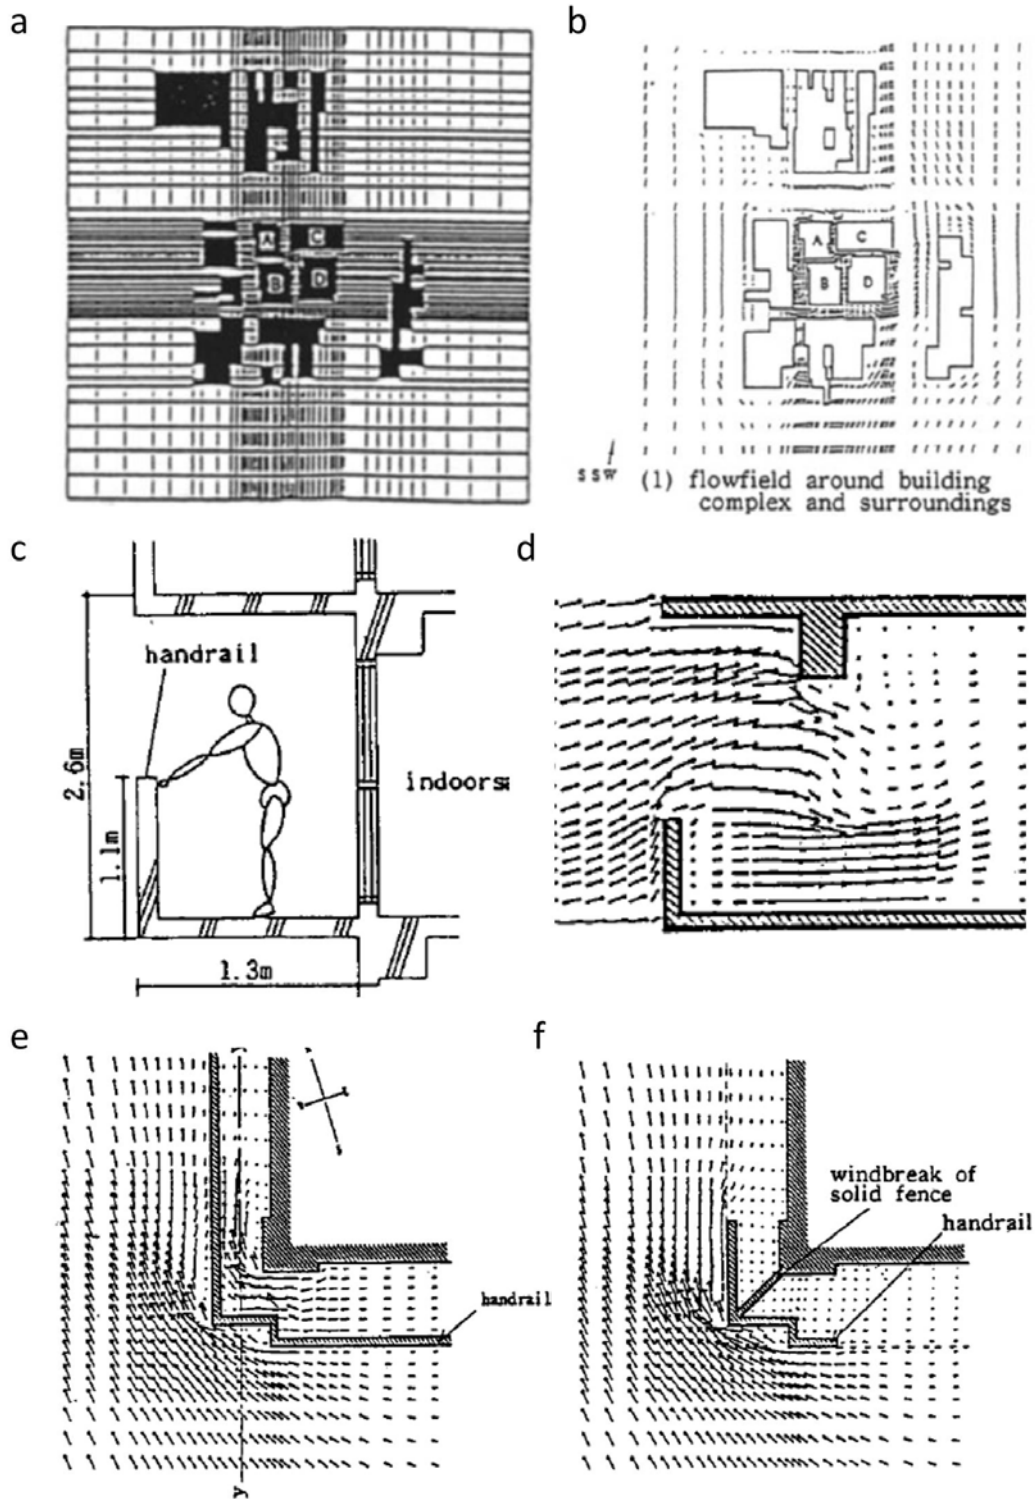 a
b
A
C
B
D
A
C
B
D
SSW
(1) flowfield around building
complex and surroundings
c
d
handrail
2.6m
1.1m
indoors
1.3m
e
f
handrail
y
windbreak of
solid fence
handrail